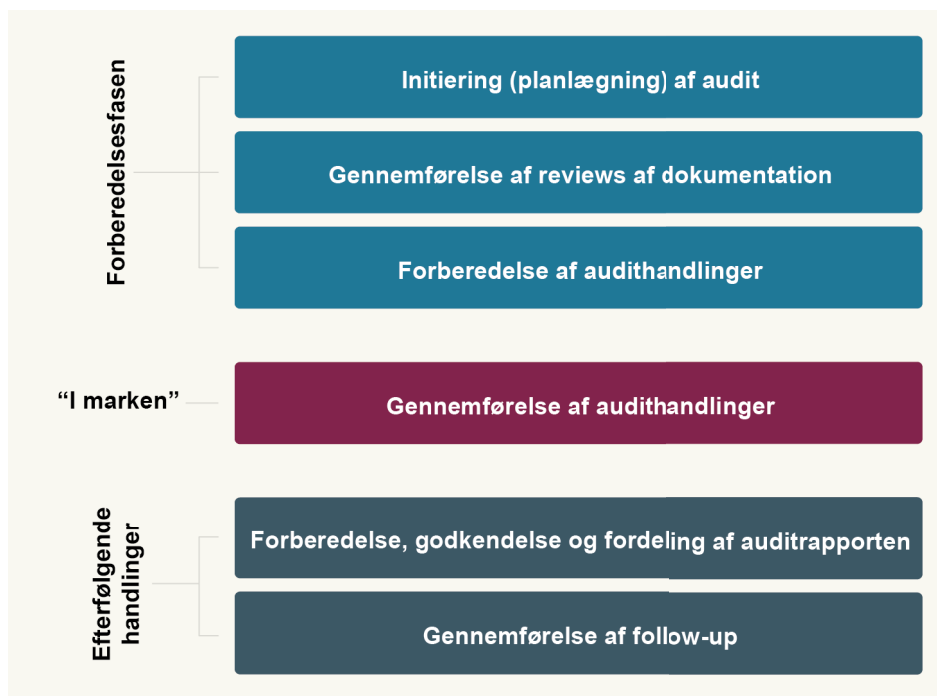 Forberedelsesfasen
Initiering (planlægning) af audit
Gennemførelse af reviews af dokumentation
Forberedelse af audithandlinger
“I marken”
Gennemførelse af audithandlinger
Efterfølgende
handlinger
Forberedelse, godkendelse og fordeling af auditrapporten
Gennemførelse af follow-up